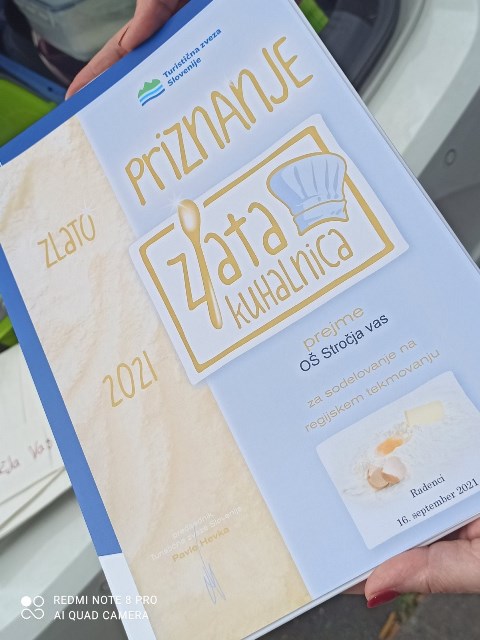 Turistična zveza
Slovenije
PRIZNANJE
ZLATO
zlata
kuhalnica
2021
prejme
OŠ Stročja vas
za sodelovanje na
regijskem tekmovanju
Radenci
16. september 2021
Pavle Hevka
REDMI NOTE 8 PRO
AI QUAD CAMERA